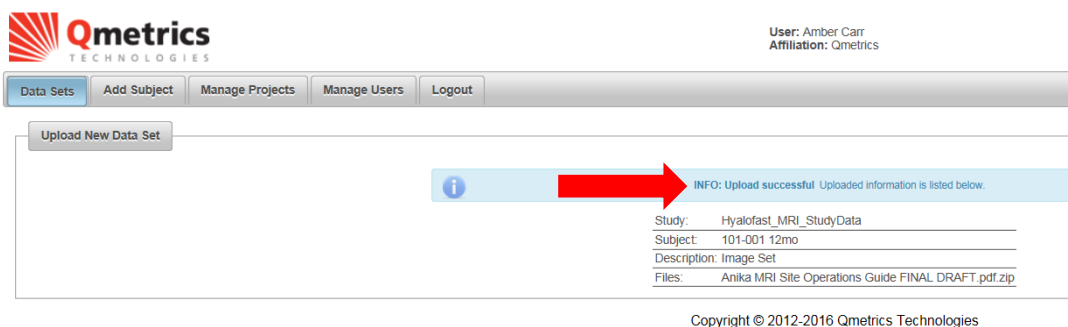 Qmetrics
TECHNOLOGIES
User: Amber Carr
Affiliation: Qmetrics
Data Sets Add Subject Manage Projects Manage Users Logout
Upload New Data Set
INFO: Upload successful Uploaded information is listed below.
Study: Hyalofast_MRI_StudyData
Subject: 101-001 12mo
Description: Image Set
Files: Anika MRI Site Operations Guide FINAL DRAFT.pdf.zip
Copyright © 2012-2016 Qmetrics Technologies